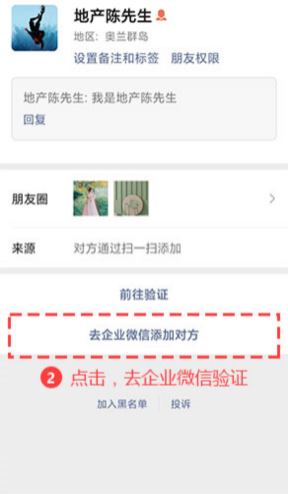 地产陈先生
地区: 奥兰群岛
设置备注和标签 朋友权限
地产陈先生: 我是地产陈先生
回复
朋友圈
来源 对方通过扫一扫添加
前往验证
去企业微信添加对方
2 点击，去企业微信验证
加入黑名单 投诉